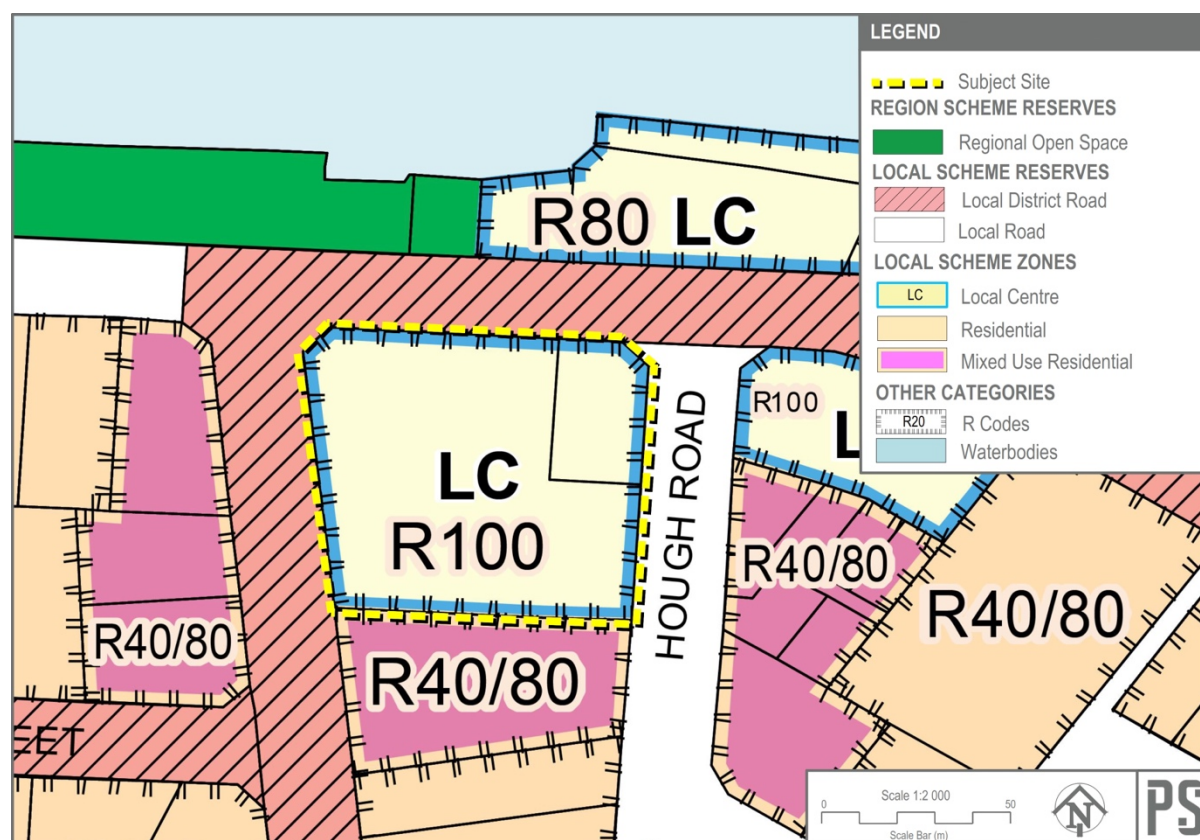 LEGEND
Subject Site
REGION SCHEME RESERVES
Regional Open Space
LOCAL SCHEME RESERVES
Local District Road
Local Road
LOCAL SCHEME ZONES
LC
Local Centre
Residential
Mixed Use Residential
OTHER CATEGORIES
R20
R Codes
Waterbodies
R80 LC
R100
L
LC
R100
HOUGH ROAD
R40/80
R40/80
R40/80
R40/80
EET
Scale 1:2 000
0
50
Scale Bar (m)
N
PS